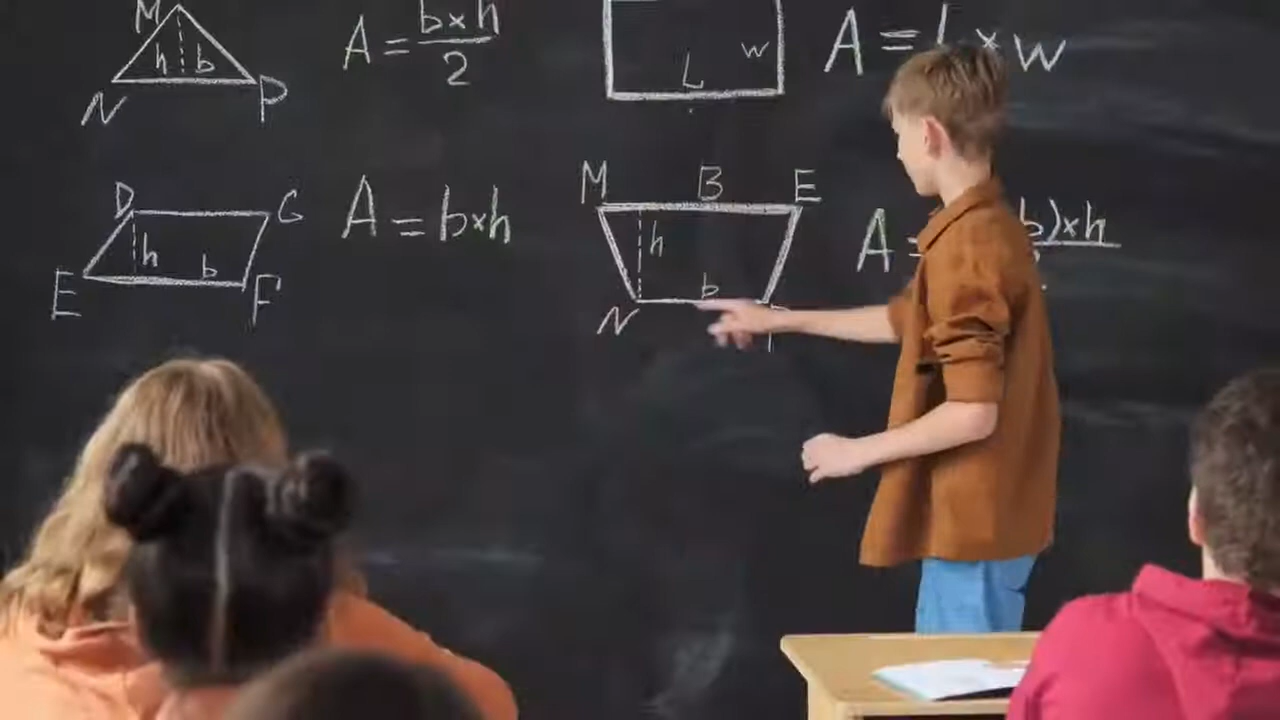 M
h b
N P
A = b×h / 2
L w
A = L × w
D G
h b
E F
A = b×h
M B E
h
b
N
A = b)×h